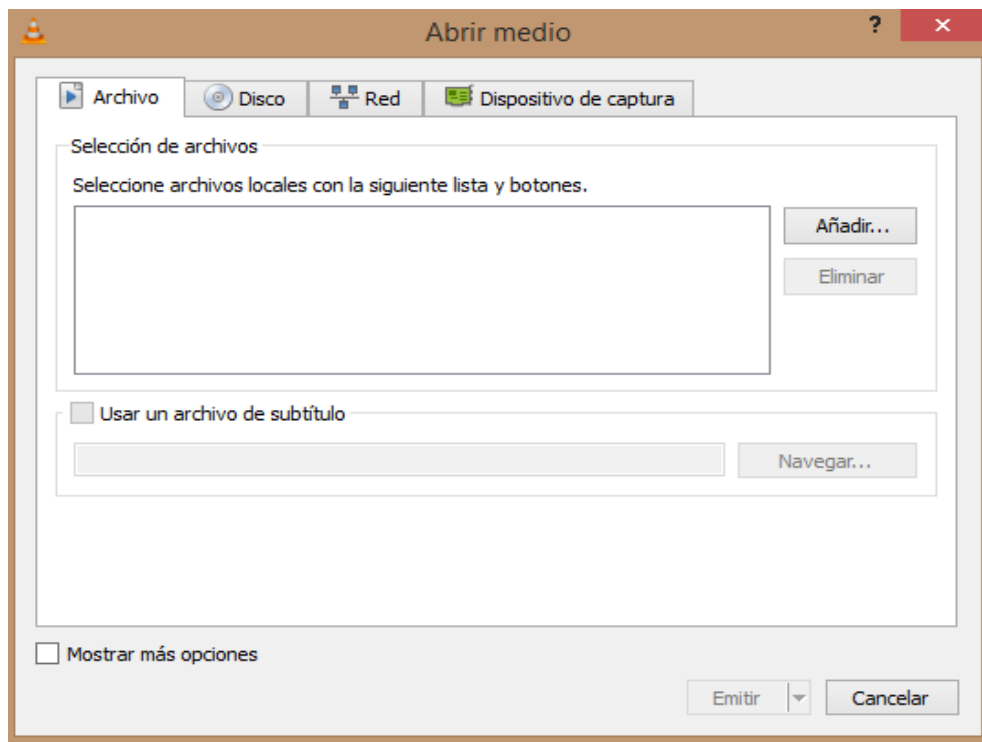 Abrir medio
?
Archivo
Disco
Red
Dispositivo de captura
Selección de archivos
Seleccione archivos locales con la siguiente lista y botones.
Añadir...
Eliminar
Usar un archivo de subtítulo
Navegar...
Mostrar más opciones
Emitir
Cancelar